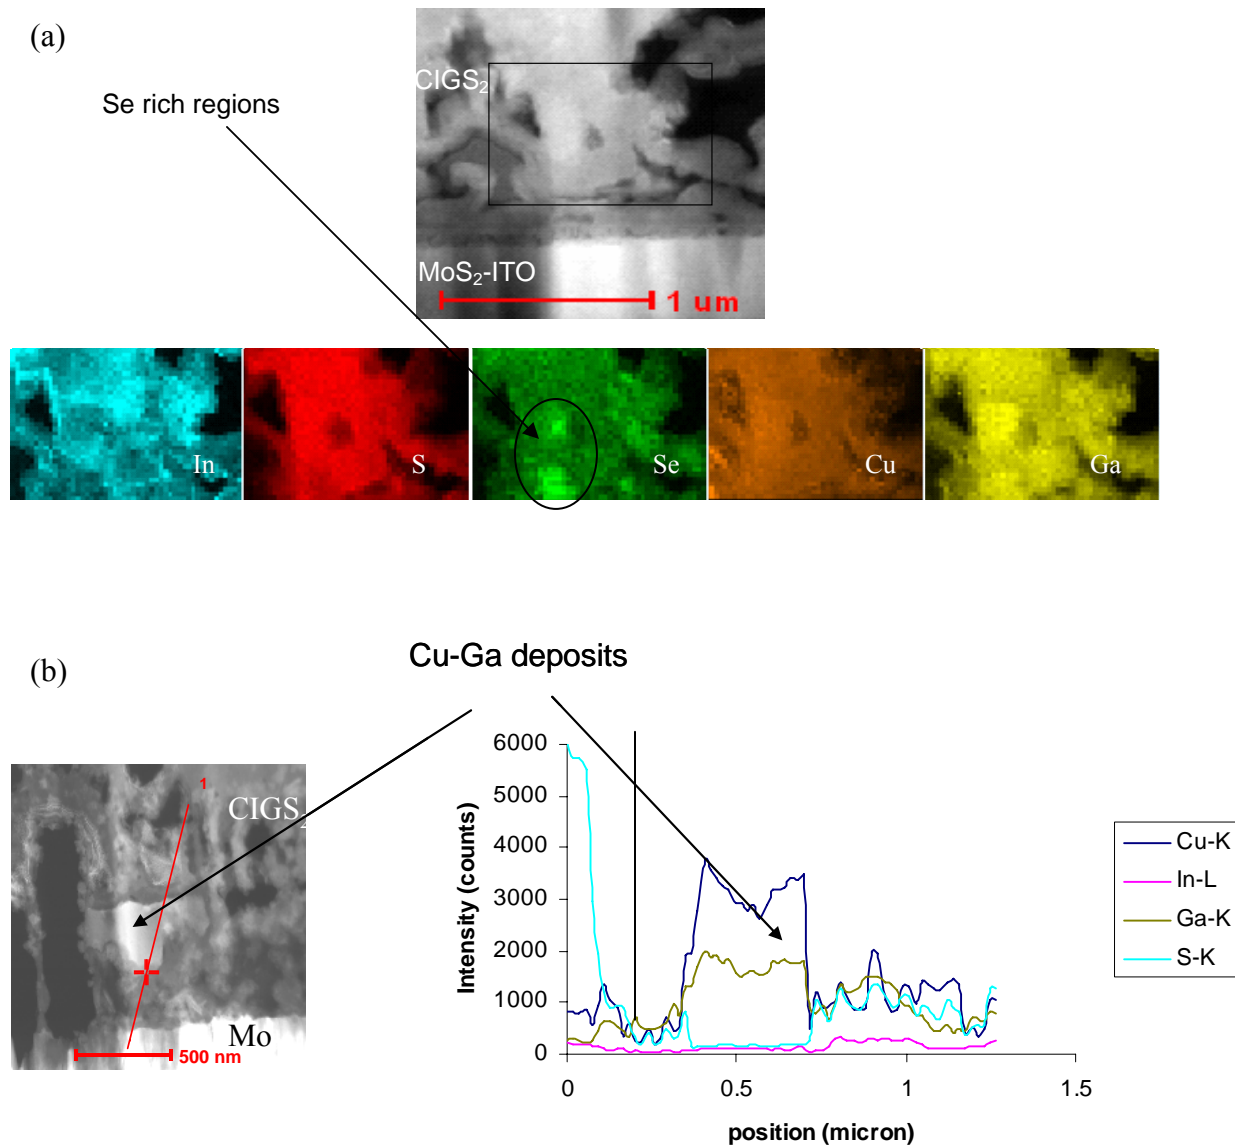 (a)
CIGS₂
Se rich regions
MoS₂-ITO
1 um
In
S
Se
Cu
Ga
(b)
Cu-Ga deposits
1
CIGS₂
Mo
500 nm
6000
5000
4000
3000
2000
1000
0
Intensity (counts)
0
0.5
1
1.5
position (micron)
Cu-K
In-L
Ga-K
S-K